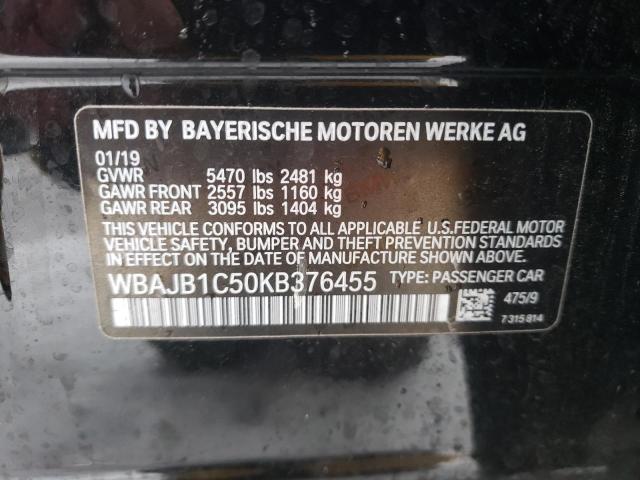 MFD BY BAYERISCHE MOTOREN WERKE AG
01/19
GVWR 5470 lbs 2481 kg
GAWR FRONT 2557 lbs 1160 kg
GAWR REAR 3095 lbs 1404 kg
THIS VEHICLE CONFORMS TO ALL APPLICABLE U.S.FEDERAL MOTOR
VEHICLE SAFETY, BUMPER AND THEFT PREVENTION STANDARDS
IN EFFECT ON THE DATE OF MANUFACTURE SHOWN ABOVE
WBAJB1C50KB376455 TYPE: PASSENGER CAR
475/9
7 315 814